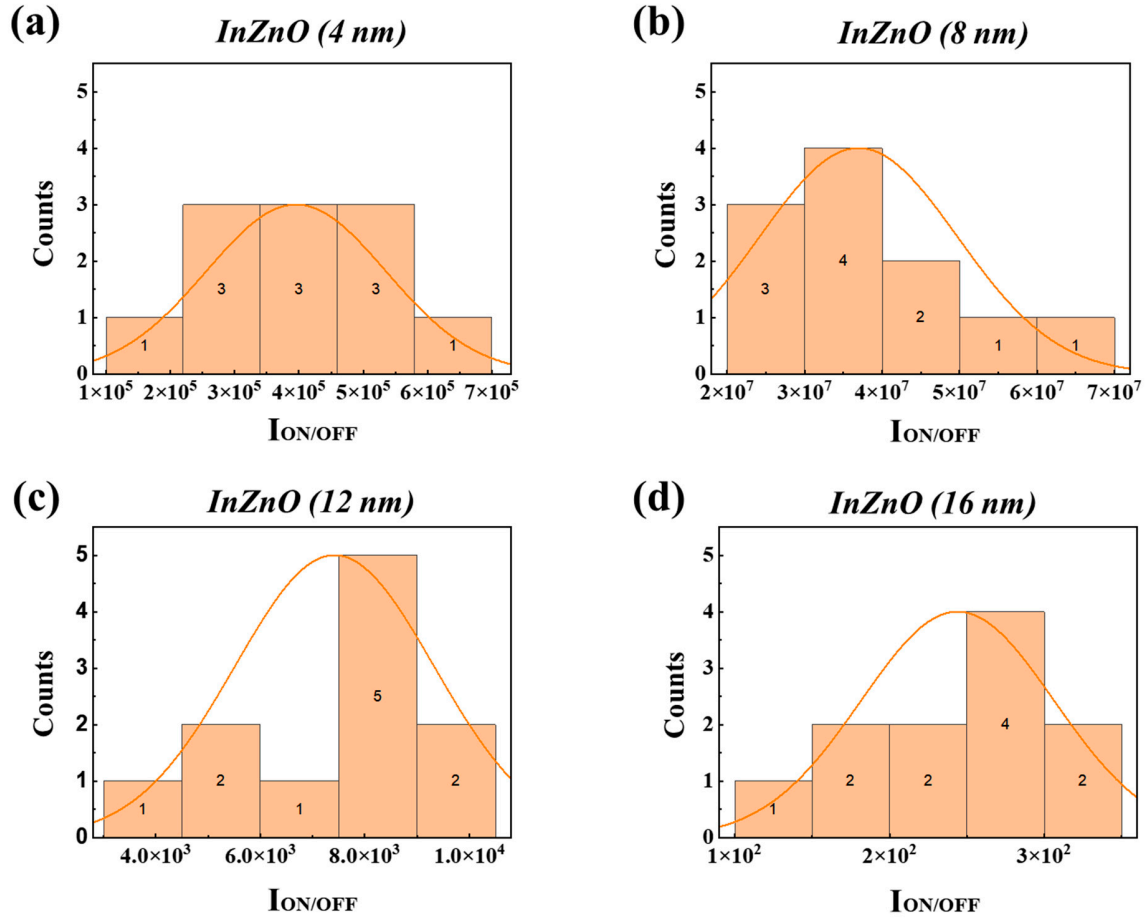 (a) InZnO (4 nm)
Counts
5
4
3
2
1
0
1 3 3 3 1
1×10⁵ 2×10⁵ 3×10⁵ 4×10⁵ 5×10⁵ 6×10⁵ 7×10⁵
I_ON/OFF
(b) InZnO (8 nm)
Counts
5
4
3
2
1
0
3 4 2 1 1
2×10⁷ 3×10⁷ 4×10⁷ 5×10⁷ 6×10⁷ 7×10⁷
I_ON/OFF
(c) InZnO (12 nm)
Counts
5
4
3
2
1
0
1 2 1 5 2
4.0×10³ 6.0×10³ 8.0×10³ 1.0×10⁴
I_ON/OFF
(d) InZnO (16 nm)
Counts
5
4
3
2
1
0
1 2 2 4 2
1×10² 2×10² 3×10²
I_ON/OFF